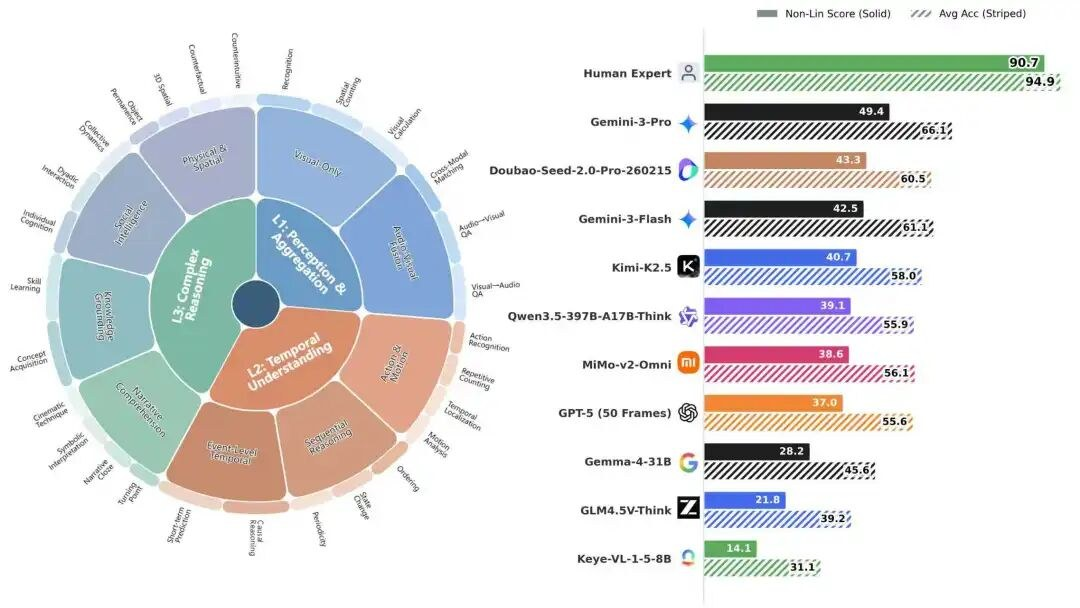 Non-Lin Score (Solid)
Avg Acc (Striped)
L1: Perception &
Aggregation
Visual-Only
Recognition
Spatial
Counting
Visual
Calculation
Audio-Visual
Fusion
Cross-Modal
Matching
Audio→Visual
QA
Visual→Audio
QA
L2: Temporal
Understanding
Action &
Motion
Action
Recognition
Repetitive
Counting
Temporal
Localization
Motion
Analysis
Sequential
Reasoning
Ordering
State
Change
Periodicity
Event-Level
Temporal
Causal
Reasoning
Short-term
Prediction
L3: Complex
Reasoning
Narrative
Comprehension
Turning
Point
Narrative
Cloze
Symbolic
Interpretation
Cinematic
Technique
Knowledge
Grounding
Concept
Acquisition
Skill
Learning
Social
Intelligence
Individual
Cognition
Dyadic
Interaction
Collective
Dynamics
Physical &
Spatial
Object
Permanence
3D Spatial
Counterfactual
Counterintuitive
Human Expert
90.7
94.9
Gemini-3-Pro
49.4
66.1
Doubao-Seed-2.0-Pro-260215
43.3
60.5
Gemini-3-Flash
42.5
61.1
Kimi-K2.5
40.7
58.0
Qwen3.5-397B-A17B-Think
39.1
55.9
MiMo-v2-Omni
38.6
56.1
GPT-5 (50 Frames)
37.0
55.6
Gemma-4-31B
28.2
45.6
GLM4.5V-Think
21.8
39.2
Keye-VL-1-5-8B
14.1
31.1